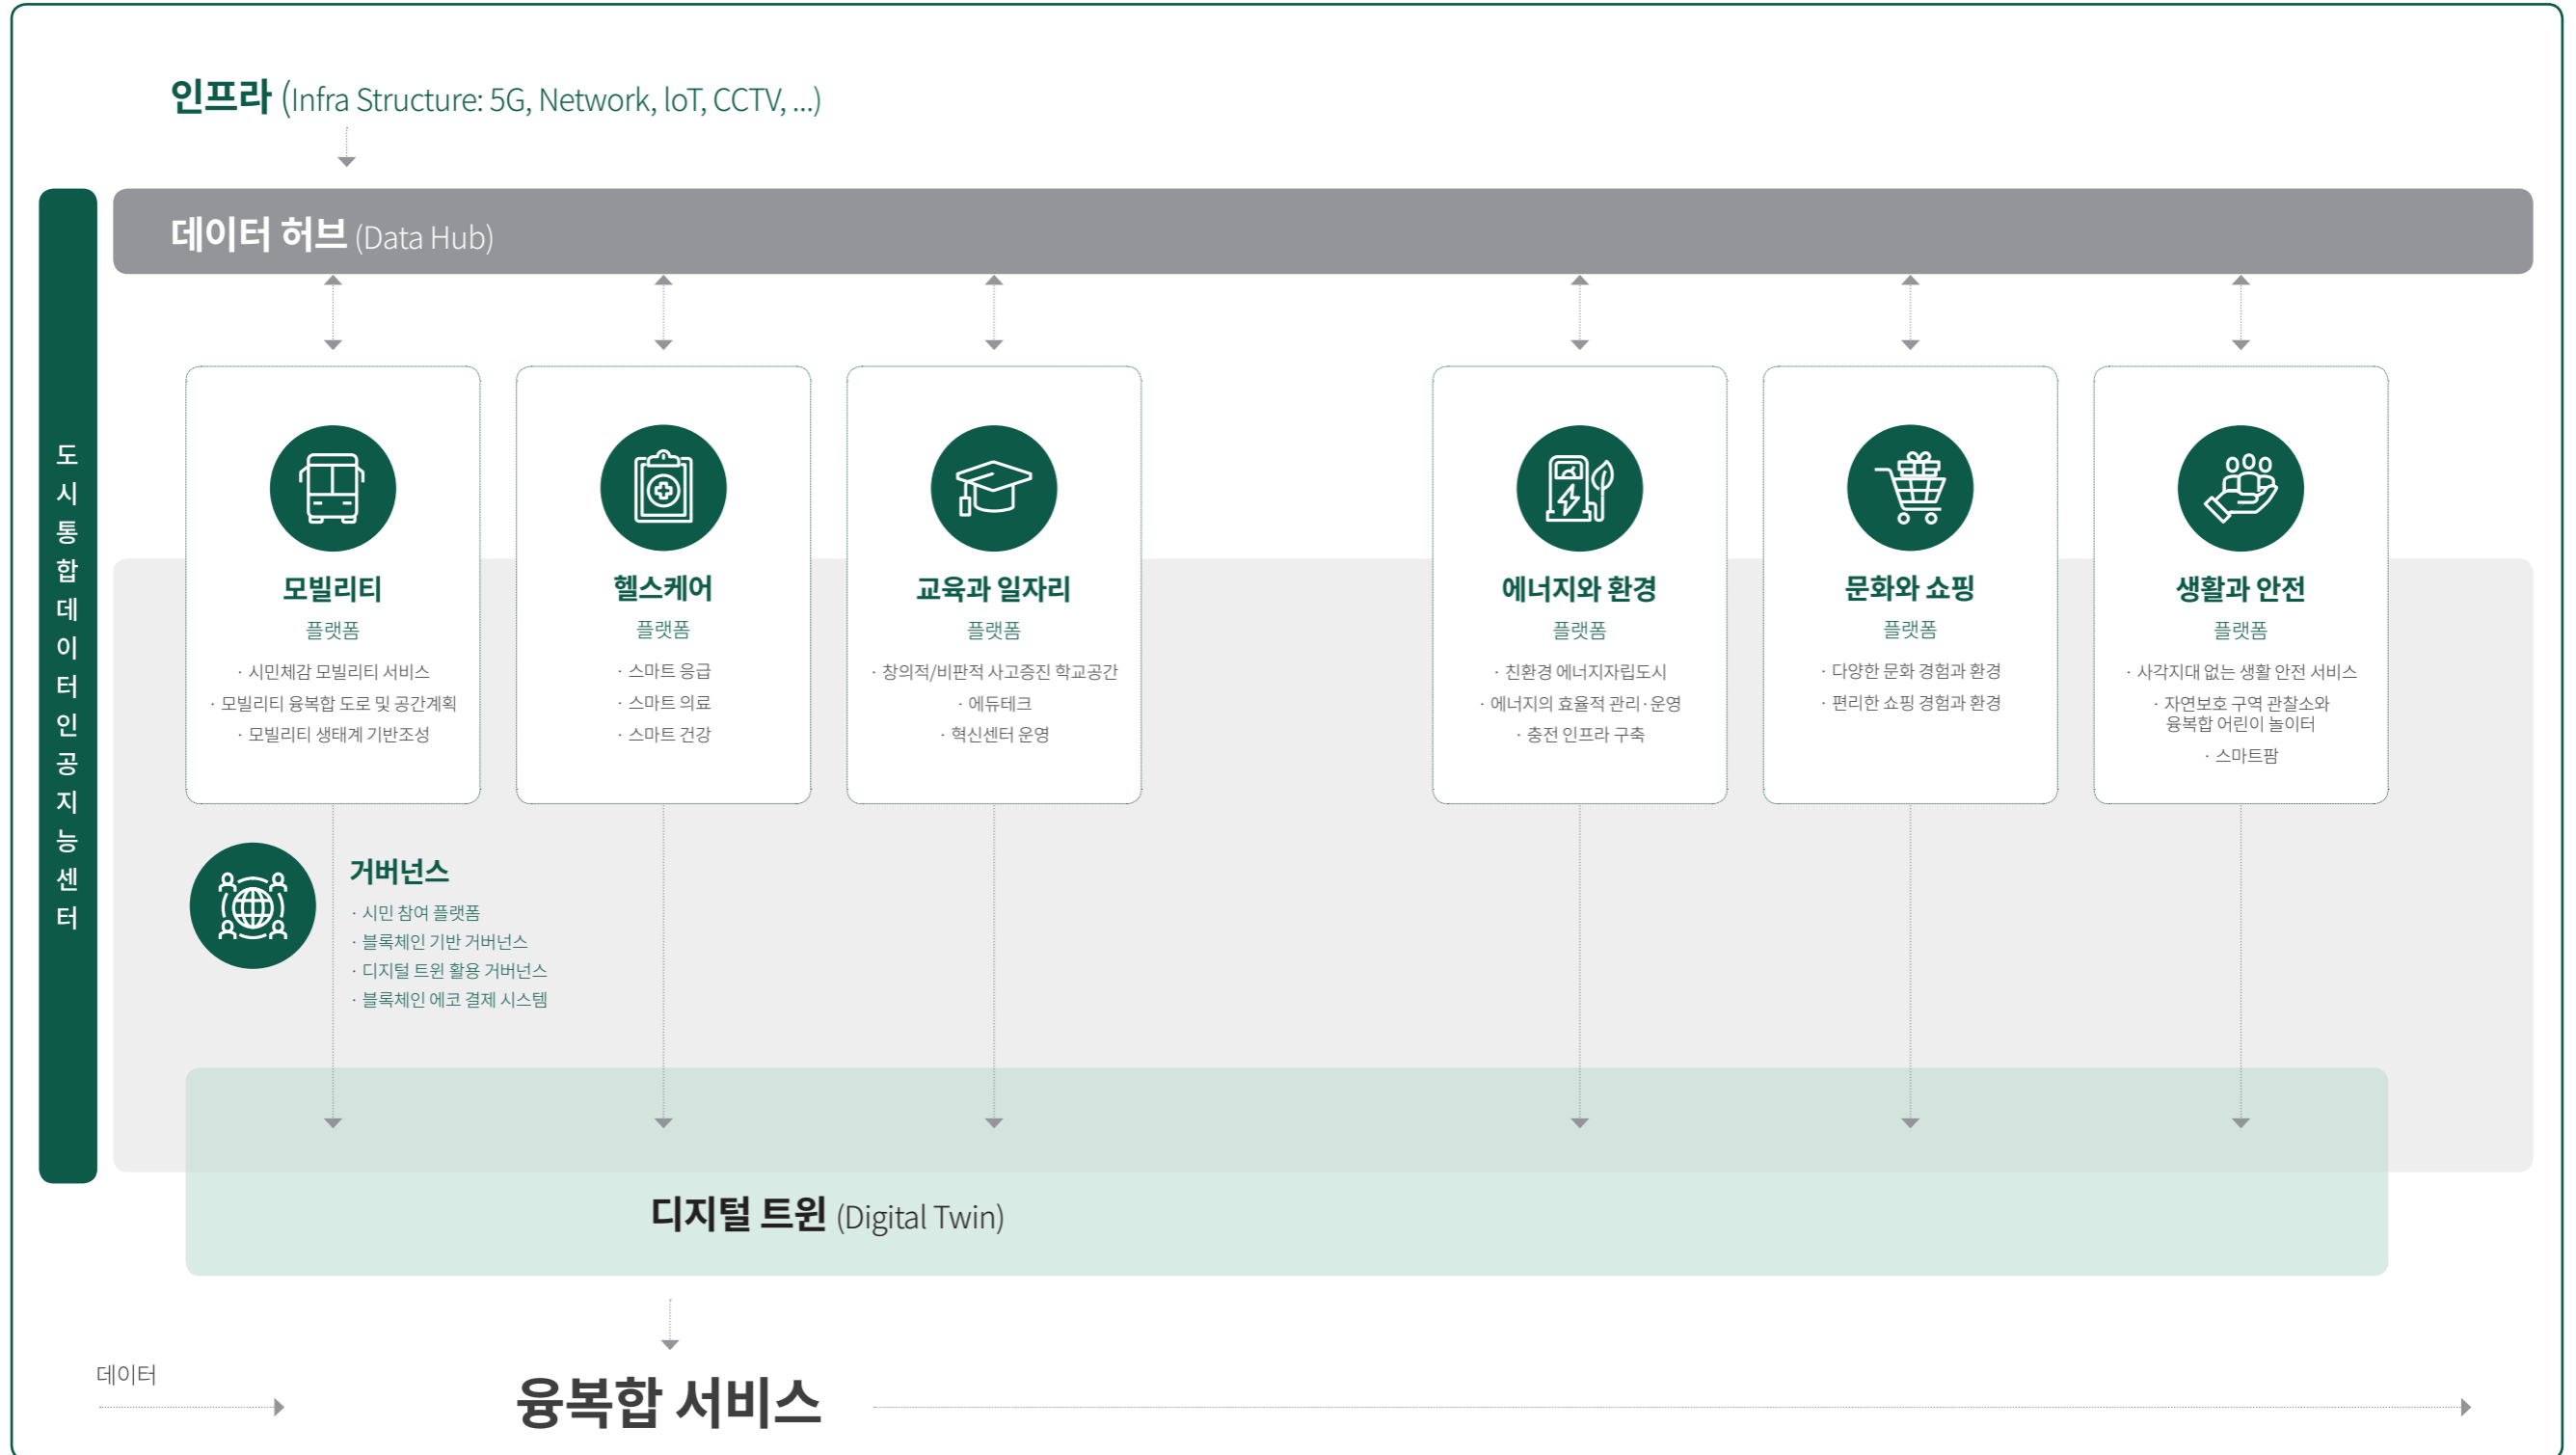 인프라 (Infra Structure: 5G, Network, loT, CCTV, ...)
데이터 허브 (Data Hub)
도시통합데이터인공지능센터
모빌리티
플랫폼
· 시민체감 모빌리티 서비스
· 모빌리티 융복합 도로 및 공간계획
· 모빌리티 생태계 기반조성
헬스케어
플랫폼
· 스마트 응급
· 스마트 의료
· 스마트 건강
교육과 일자리
플랫폼
· 창의적/비판적 사고증진 학교공간
· 에듀테크
· 혁신센터 운영
에너지와 환경
플랫폼
· 친환경 에너지자립도시
· 에너지의 효율적 관리·운영
· 충전 인프라 구축
문화와 쇼핑
플랫폼
· 다양한 문화 경험과 환경
· 편리한 쇼핑 경험과 환경
생활과 안전
플랫폼
· 사각지대 없는 생활 안전 서비스
· 자연보호 구역 관찰소와
융복합 어린이 놀이터
· 스마트팜
거버넌스
· 시민 참여 플랫폼
· 블록체인 기반 거버넌스
· 디지털 트윈 활용 거버넌스
· 블록체인 에코 결제 시스템
디지털 트윈 (Digital Twin)
데이터
융복합 서비스